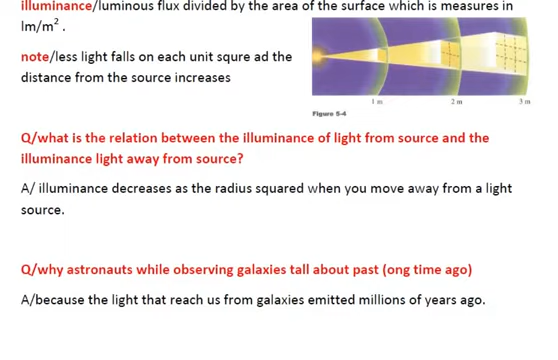 illuminance/luminous flux divided by the area of the surface which is measures in
lm/m² .
note/less light falls on each unit squre ad the
distance from the source increases
1 m 2 m 3 m
Figure 5-4
Q/what is the relation between the illuminance of light from source and the
illuminance light away from source?
A/ illuminance decreases as the radius squared when you move away from a light
source.
Q/why astronauts while observing galaxies tall about past (ong time ago)
A/because the light that reach us from galaxies emitted millions of years ago.